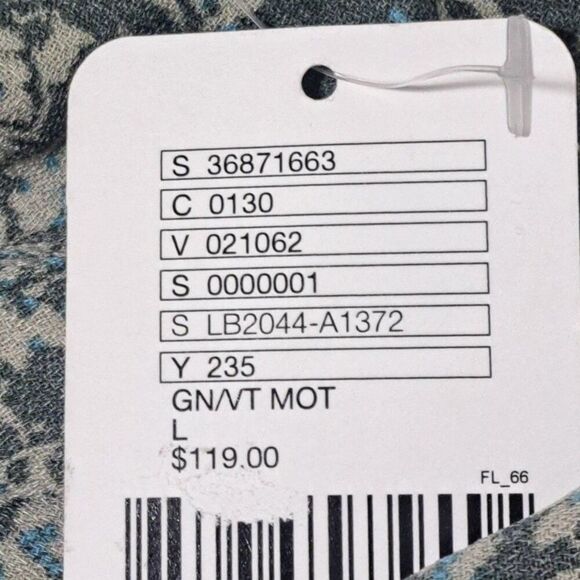 S 36871663
C 0130
V 021062
S 0000001
S LB2044-A1372
Y 235
GN/VT MOT
L
$119.00
FL_66